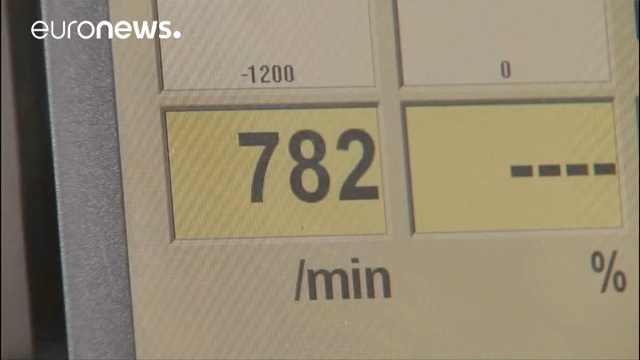 euronews.
-1200
0
782
----
/min
%